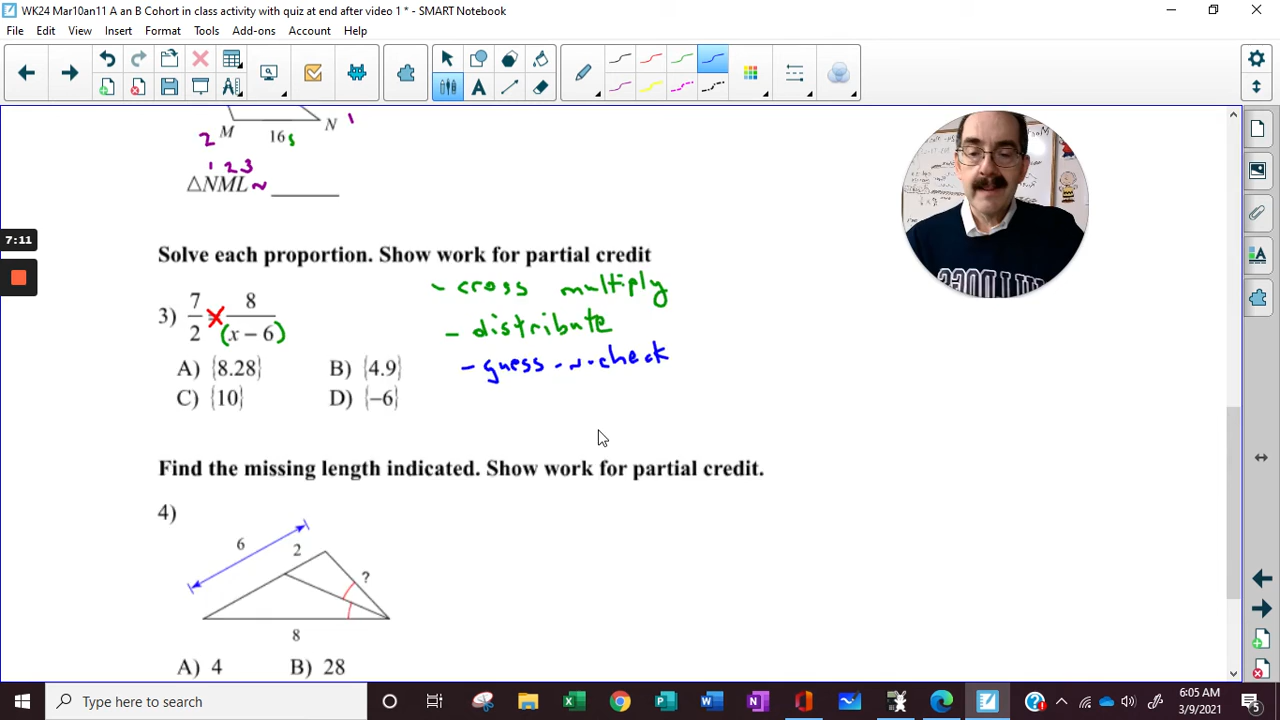 WK24 Mar10an11 A an B Cohort in class activity with quiz at end after video 1 * - SMART Notebook
File Edit View Insert Format Tools Add-ons Account Help
M 16 s N 1
2
1 2 3
△NML ~ ________
7:11
Solve each proportion. Show work for partial credit
- cross multiply
3) 7/2 = 8/(x − 6)
- distribute
- guess-n-check
A) {8.28} B) {4.9}
C) {10} D) {−6}
Find the missing length indicated. Show work for partial credit.
4)
6 2 ?
8
A) 4 B) 28
Type here to search
6:05 AM
3/9/2021
5